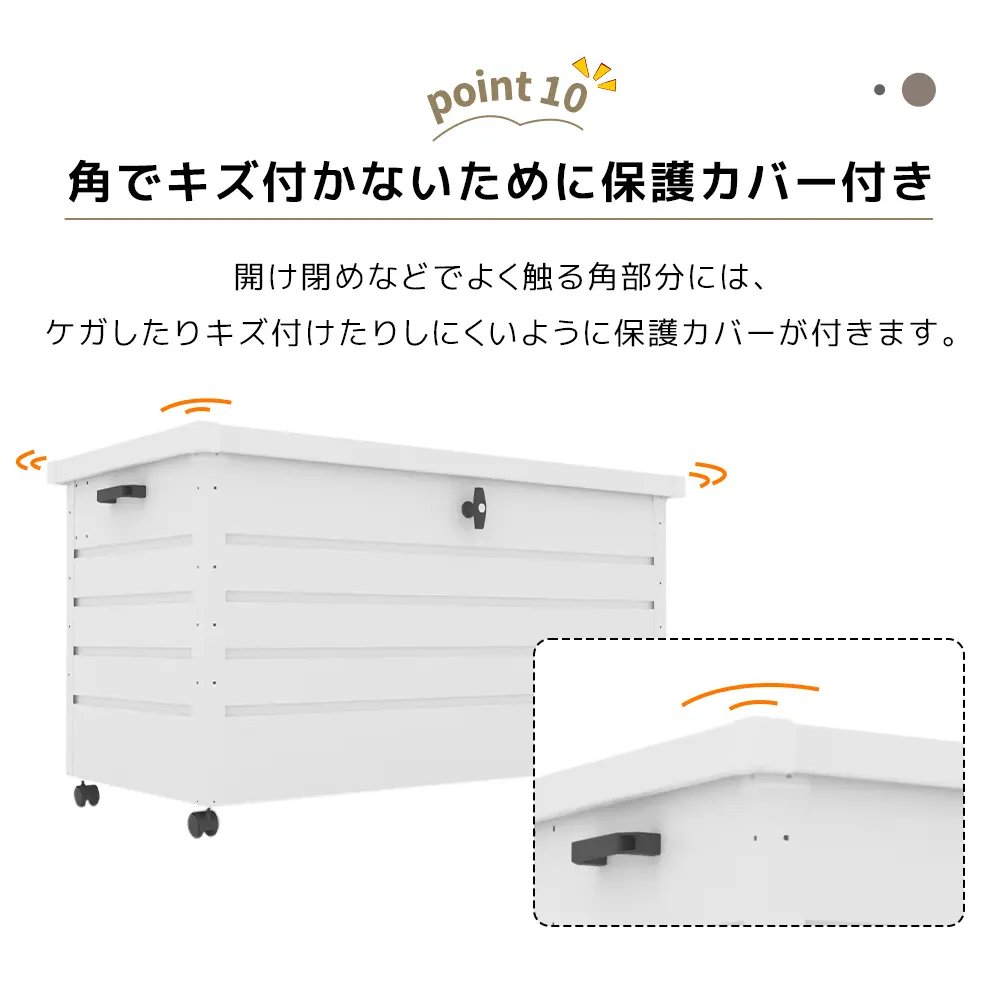 point 10
角でキズ付かないために保護カバー付き
開け閉めなどでよく触る角部分には、
ケガしたりキズ付けたりしにくいように保護カバーが付きます。